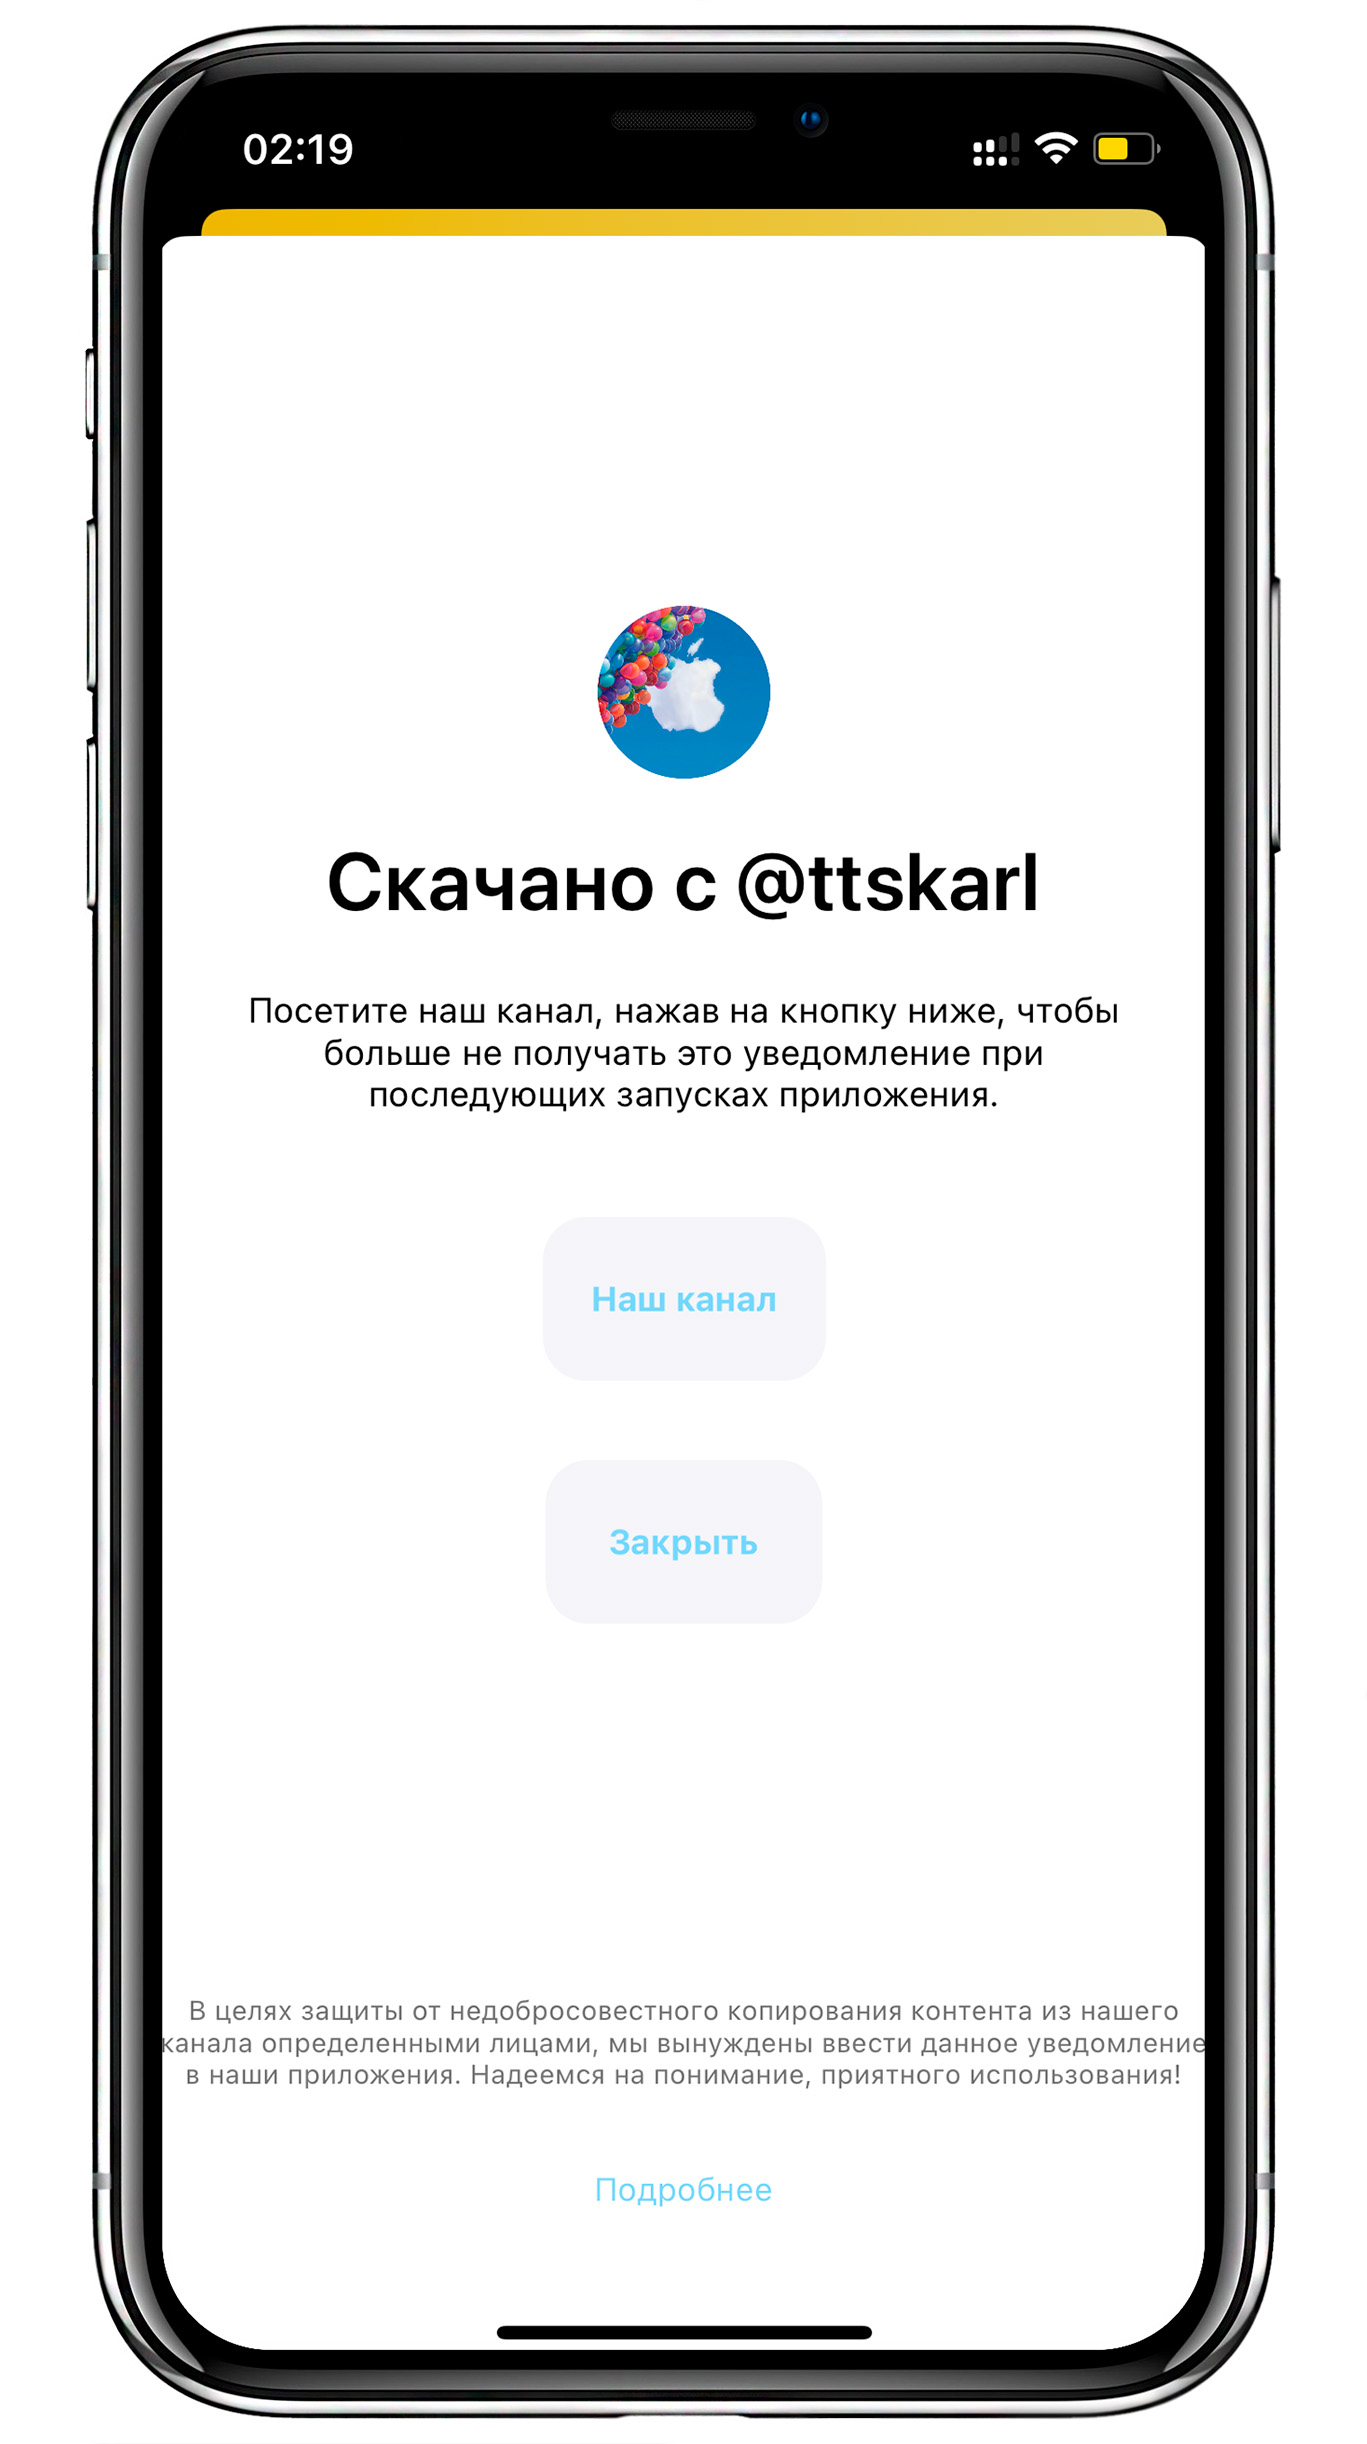 02:19
Скачано с @ttskarl
Посетите наш канал, нажав на кнопку ниже, чтобы
больше не получать это уведомление при
последующих запусках приложения.
Наш канал
Закрыть
В целях защиты от недобросовестного копирования контента из нашего
канала определенными лицами, мы вынуждены ввести данное уведомление
в наши приложения. Надеемся на понимание, приятного использования!
Подробнее